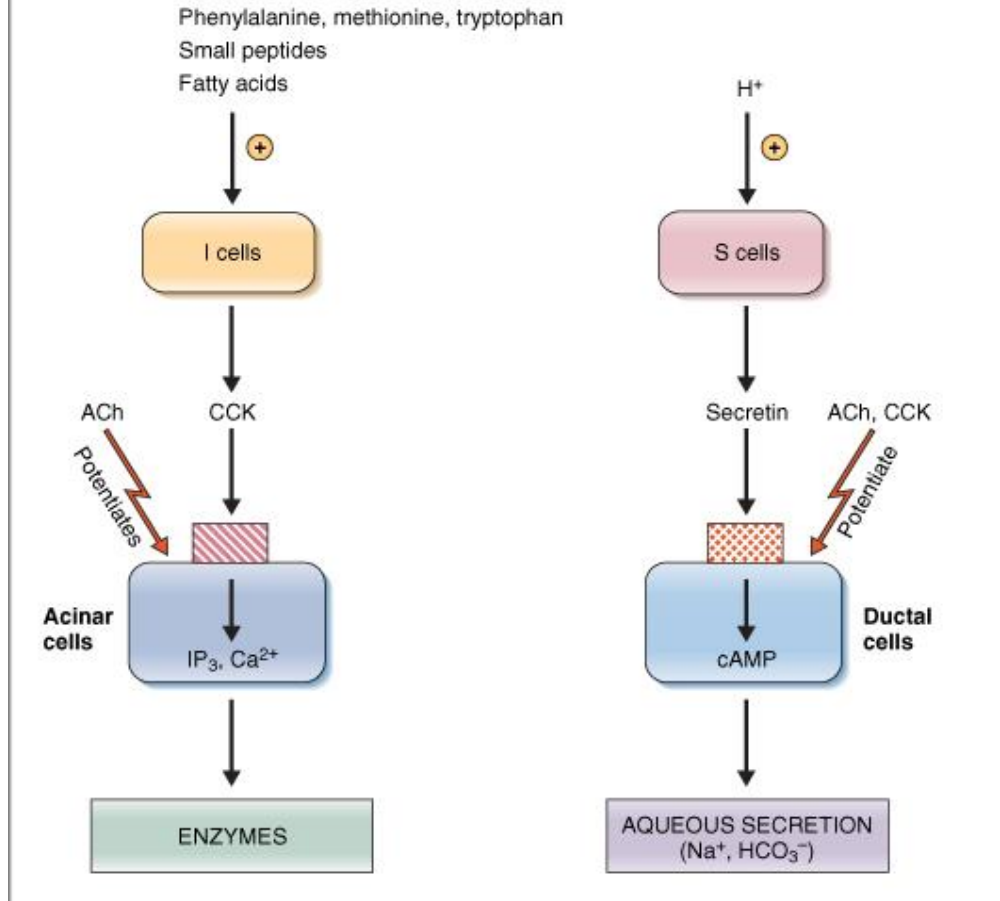 Phenylalanine, methionine, tryptophan
Small peptides
Fatty acids
+
I cells
ACh
CCK
Potentiates
Acinar
cells
IP₃, Ca²⁺
ENZYMES
H⁺
+
S cells
Secretin
ACh, CCK
Potentiate
Ductal
cells
cAMP
AQUEOUS SECRETION
(Na⁺, HCO₃⁻)